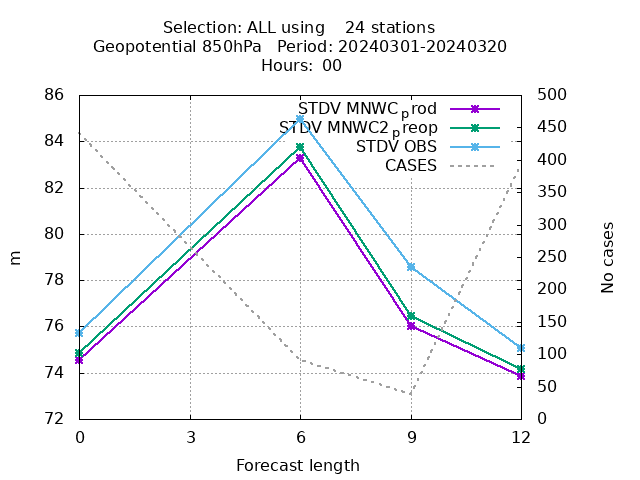 Selection: ALL using    24 stations
Geopotential 850hPa   Period: 20240301-20240320
Hours: 00
STDV MNWC_prod
STDV MNWC2_preop
STDV OBS
CASES
86
84
82
80
78
76
74
72
500
450
400
350
300
250
200
150
100
50
0
m
No cases
0 3 6 9 12
Forecast length